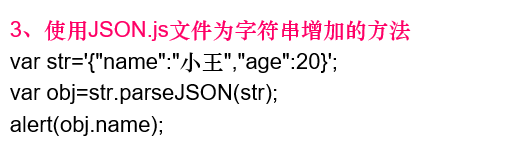 3、使用JSON.js文件为字符串增加的方法
var str='{"name":"小王","age":20}';
var obj=str.parseJSON(str);
alert(obj.name);